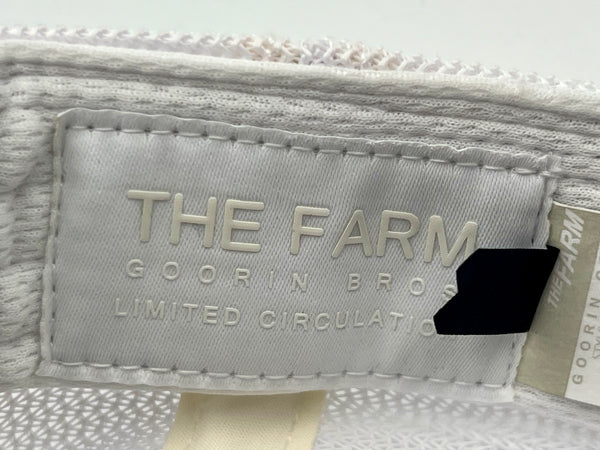 THE FARM
GOORIN BROS
LIMITED CIRCULATIO
THE FARM
GOORIN